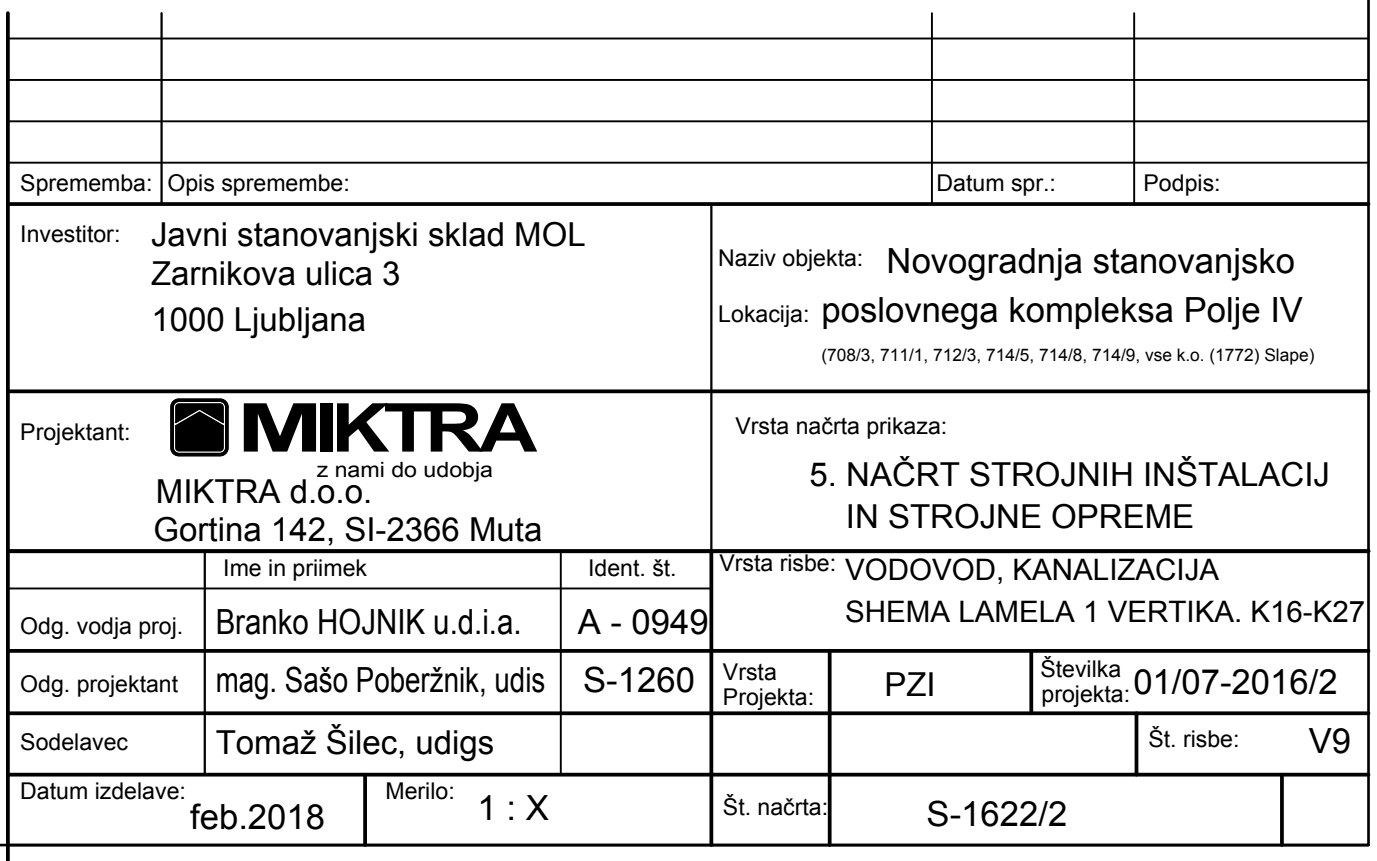 Sprememba: Opis spremembe: Datum spr.: Podpis:
Investitor: Javni stanovanjski sklad MOL
Zarnikova ulica 3
1000 Ljubljana
Naziv objekta: Novogradnja stanovanjsko
Lokacija: poslovnega kompleksa Polje IV
(708/3, 711/1, 712/3, 714/5, 714/8, 714/9, vse k.o. (1772) Slape)
Projektant: MIKTRA
z nami do udobja
MIKTRA d.o.o.
Gortina 142, SI-2366 Muta
Vrsta načrta prikaza:
5. NAČRT STROJNIH INŠTALACIJ
IN STROJNE OPREME
Ime in priimek Ident. št.
Odg. vodja proj. Branko HOJNIK u.d.i.a. A - 0949
Vrsta risbe: VODOVOD, KANALIZACIJA
SHEMA LAMELA 1 VERTIKA. K16-K27
Odg. projektant mag. Sašo Poberžnik, udis S-1260
Vrsta
Projekta: PZI
Številka
projekta: 01/07-2016/2
Sodelavec Tomaž Šilec, udigs
Št. risbe: V9
Datum izdelave: feb.2018
Merilo: 1 : X
Št. načrta: S-1622/2